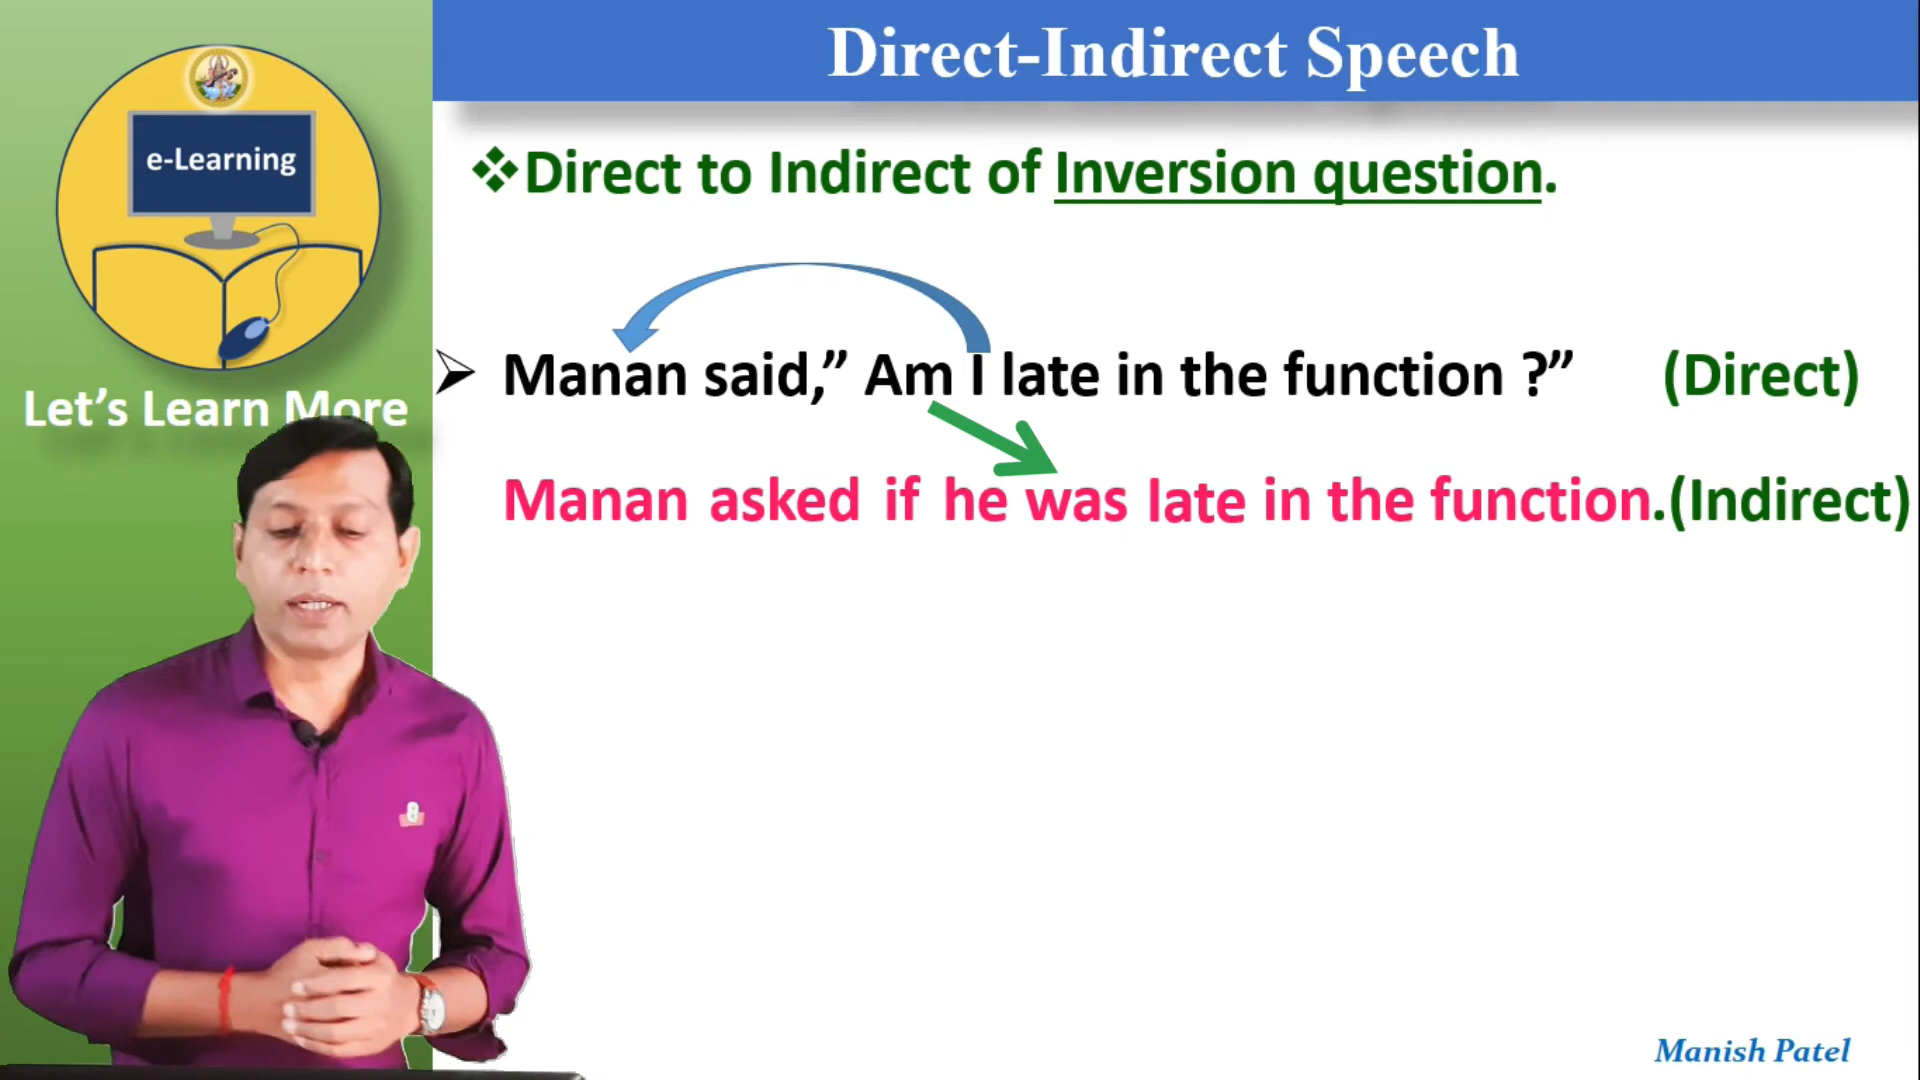 Direct-Indirect Speech
e-Learning
Let's Learn More
❖Direct to Indirect of Inversion question.
➢ Manan said,” Am I late in the function ?” (Direct)
Manan asked if he was late in the function.(Indirect)
Manish Patel